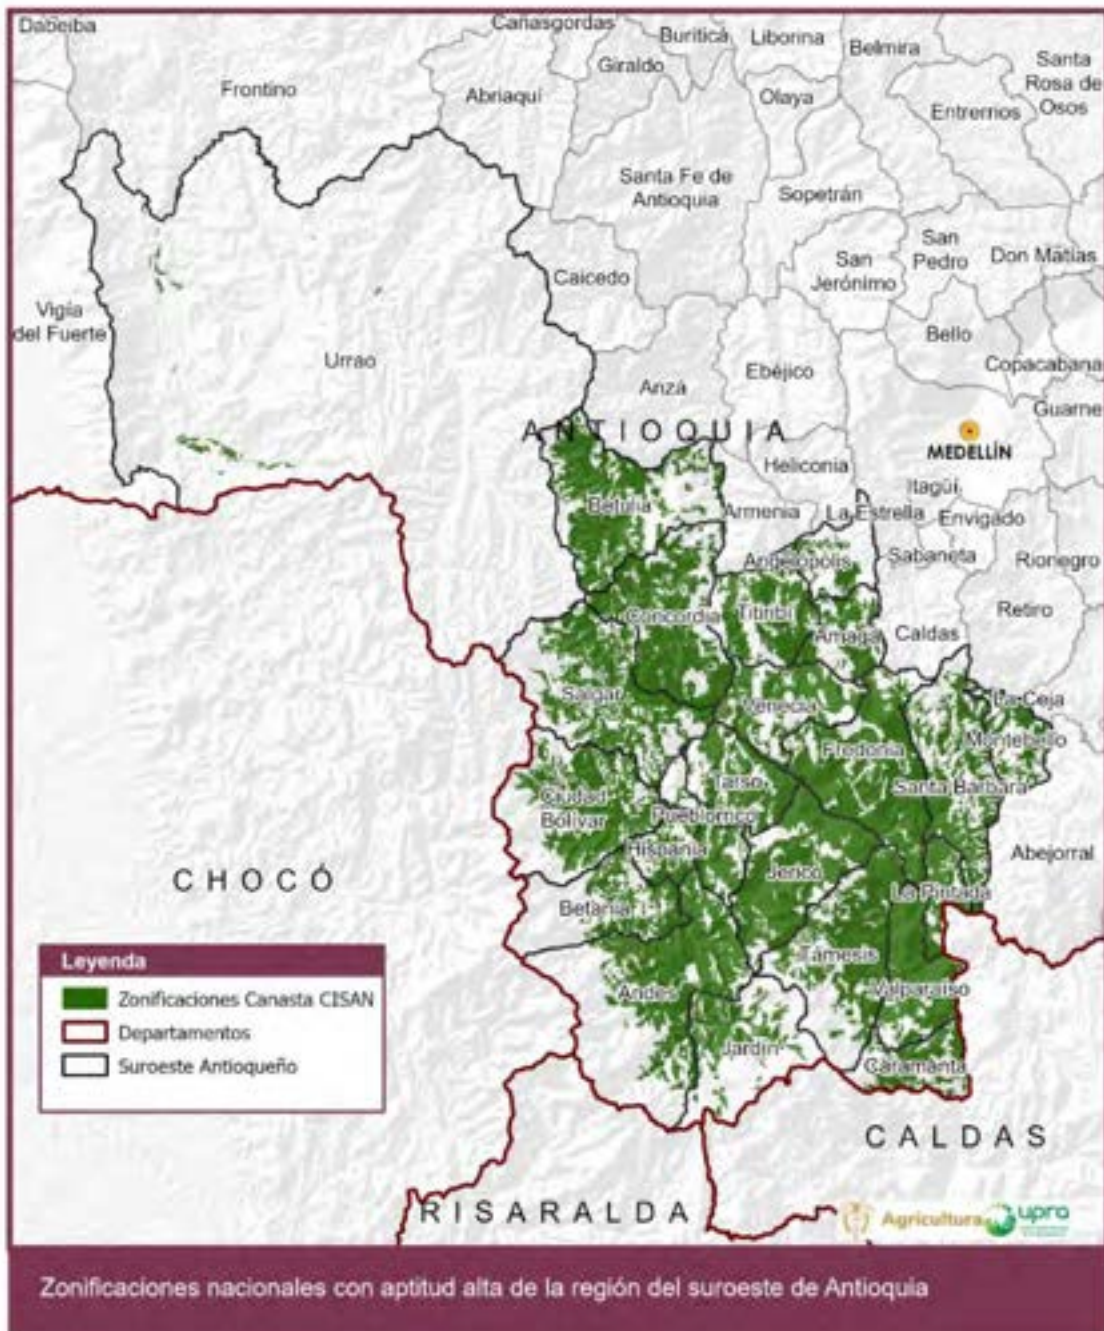 Dabeiba
Cañasgordas
Buriticá
Liborina
Belmira
Giraldo
Santa
Rosa de
Osos
Frontino
Abriaquí
Olaya
Entrerrios
Santa Fe de
Antioquia
Sopetrán
San
Pedro
Don Matías
San
Jerónimo
Caicedo
Vigía
del Fuerte
Bello
Copacabana
Urrao
Anzá
Ebéjico
Guarne
ANTIOQUIA
MEDELLÍN
Heliconia
Itagüí
Betulia
Armenia
La Estrella
Envigado
Angelópolis
Sabaneta
Rionegro
Concordia
Titiribí
Amagá
Caldas
Retiro
Salgar
Venecia
La Ceja
Montebello
Fredonia
Tarso
Santa Bárbara
Ciudad
Bolívar
Pueblorrico
Hispania
Abejorral
CHOCÓ
Jericó
La Pintada
Betania
Támesis
Andes
Valparaíso
Jardín
Caramanta
Leyenda
Zonificaciones Canasta CISAN
Departamentos
Suroeste Antioqueño
CALDAS
RISARALDA
Agricultura
upra
Zonificaciones nacionales con aptitud alta de la región del suroeste de Antioquia